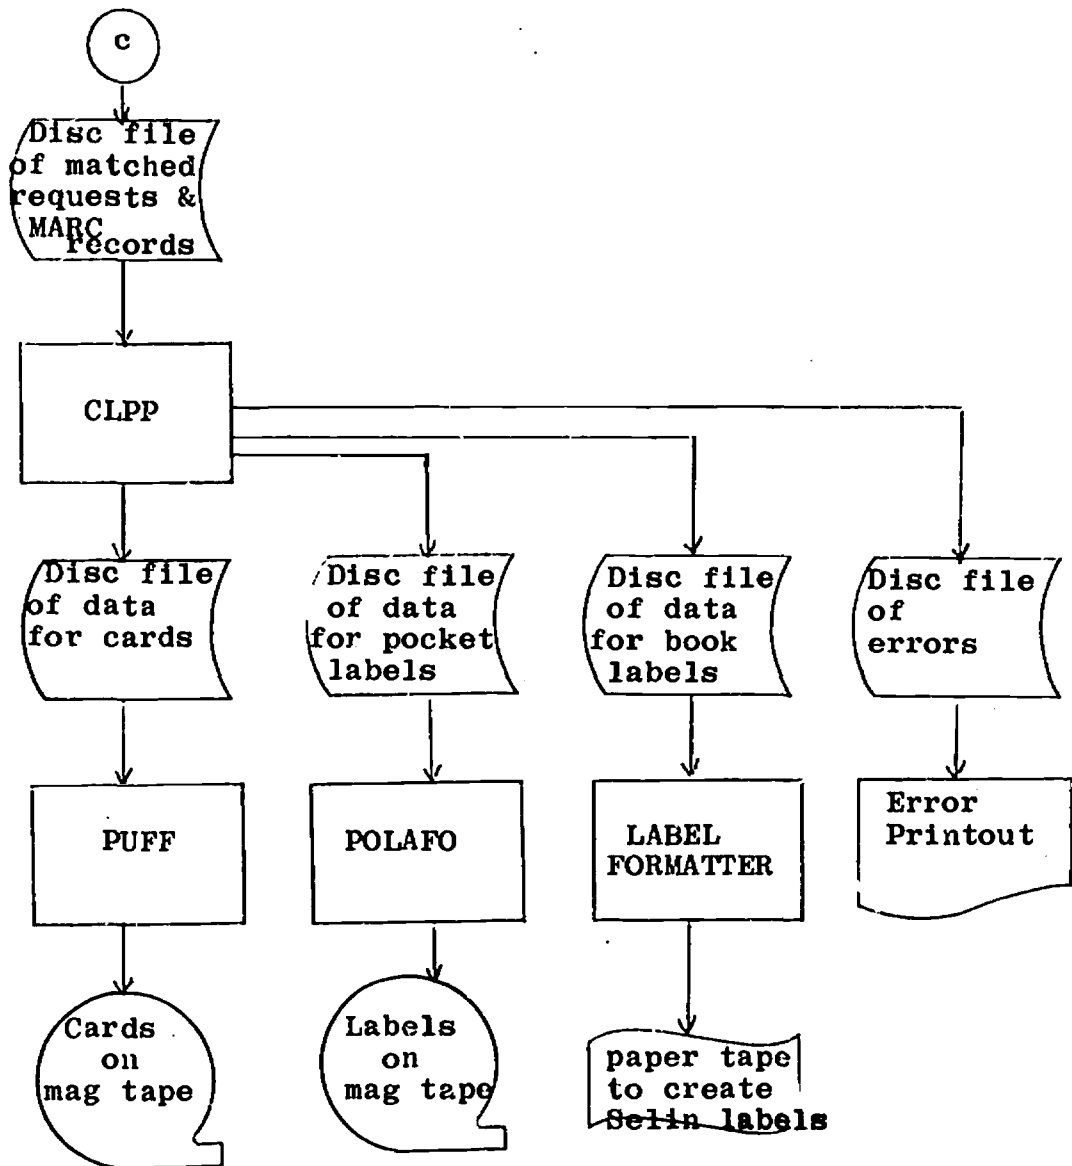 c
Disc file
of matched
requests &
MARC
records
CLPP
Disc file
of data
for cards
Disc file
of data
for pocket
labels
Disc file
of data
for book
labels
Disc file
of
errors
PUFF
POLAFO
LABEL
FORMATTER
Error
Printout
Cards
on
mag tape
Labels
on
mag tape
paper tape
to create
Selin labels